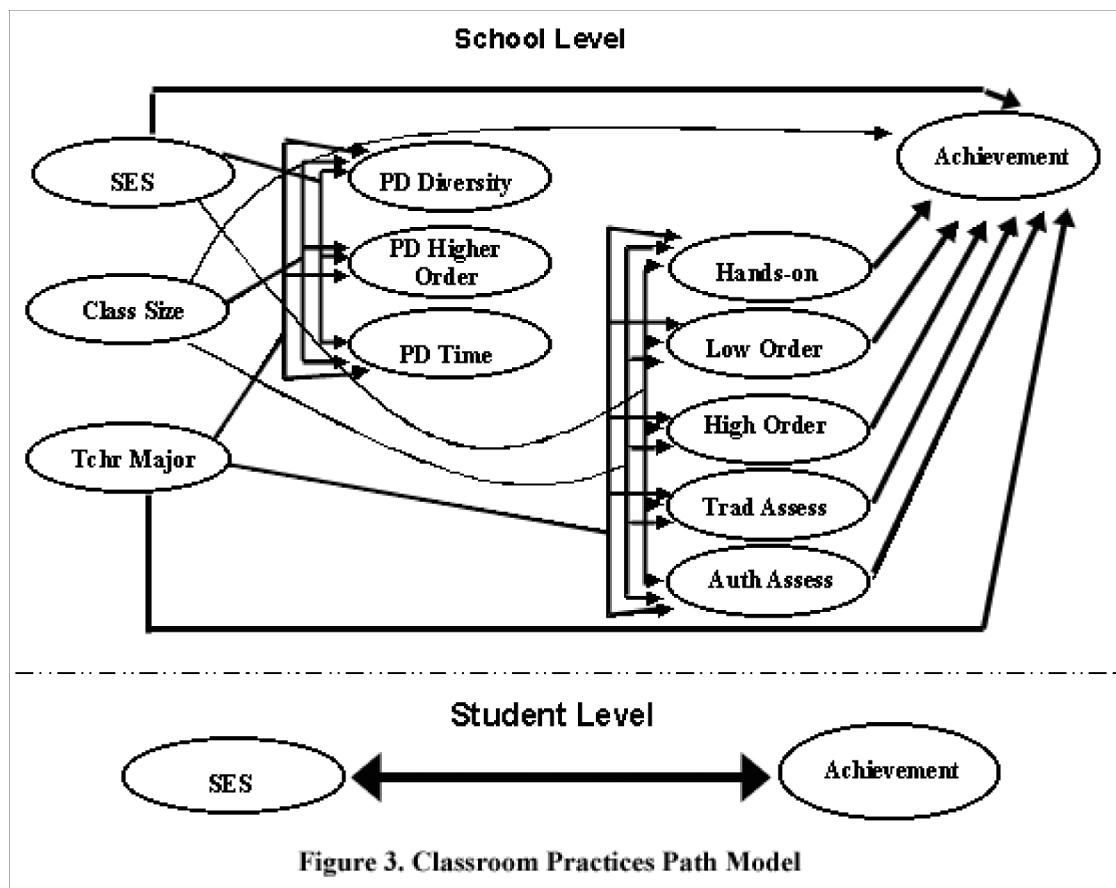 School Level
SES
Class Size
Tchr Major
PD Diversity
PD Higher
Order
PD Time
Hands-on
Low Order
High Order
Trad Assess
Auth Assess
Achievement
Student Level
SES
Achievement
Figure 3. Classroom Practices Path Model